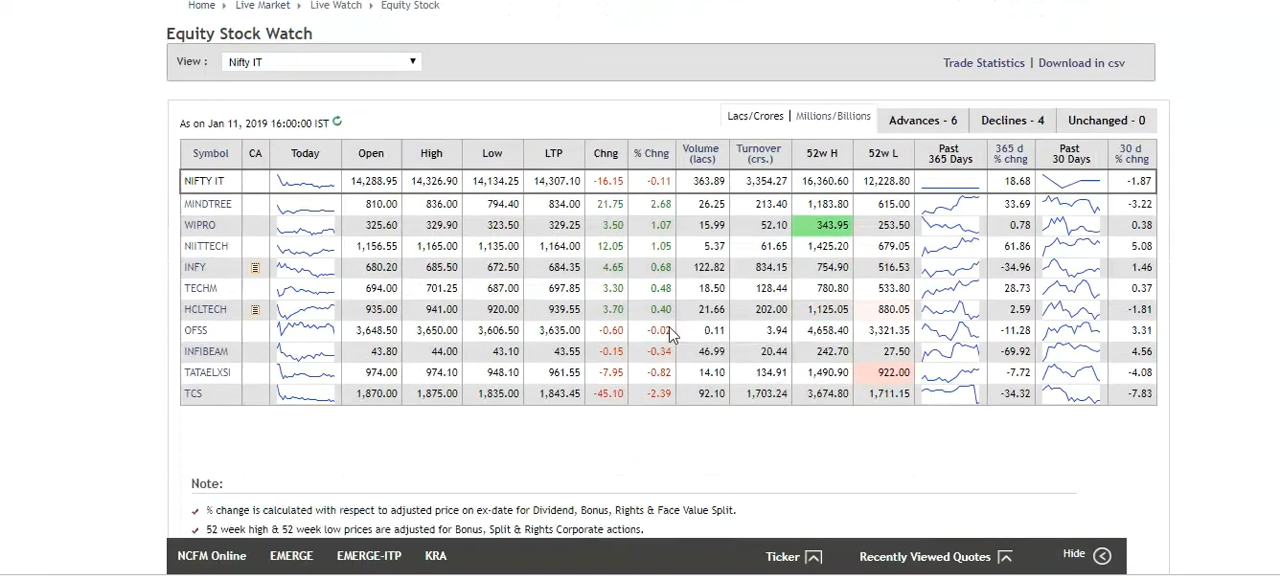 Home Live Market Live Watch Equity Stock
Equity Stock Watch
View : Nifty IT Trade Statistics | Download in csv
As on Jan 11, 2019 16:00:00 IST Lacs/Crores | Millions/Billions Advances - 6 Declines - 4 Unchanged - 0
Symbol CA Today Open High Low LTP Chng % Chng Volume (lacs) Turnover (crs.) 52w H 52w L Past 365 Days 365 d % chng Past 30 Days 30 d % chng
NIFTY IT 14,288.95 14,326.90 14,134.25 14,307.10 -16.15 -0.11 363.89 3,354.27 16,360.60 12,228.80 18.68 -1.87
MINDTREE 810.00 836.00 794.40 834.00 21.75 2.68 26.25 213.40 1,183.80 615.00 33.69 -3.22
WIPRO 325.60 329.90 323.50 329.25 3.50 1.07 15.99 52.10 343.95 253.50 0.78 0.38
NIITTECH 1,156.55 1,165.00 1,135.00 1,164.00 12.05 1.05 5.37 61.65 1,425.20 679.05 61.86 5.08
INFY 680.20 685.50 672.50 684.35 4.65 0.68 122.82 834.15 754.90 516.53 -34.96 1.46
TECHM 694.00 701.25 687.00 697.85 3.30 0.48 18.50 128.44 780.80 533.80 28.73 0.37
HCLTECH 935.00 941.00 920.00 939.55 3.70 0.40 21.66 202.00 1,125.05 880.05 2.59 -1.81
OFSS 3,648.50 3,650.00 3,606.50 3,635.00 -0.60 -0.02 0.11 3.94 4,658.40 3,321.35 -11.28 3.31
INFIBEAM 43.80 44.00 43.10 43.55 -0.15 -0.34 46.99 20.44 242.70 27.50 -69.92 4.56
TATAELXSI 974.00 974.10 948.10 961.55 -7.95 -0.82 14.10 134.91 1,490.90 922.00 -7.72 -4.08
TCS 1,870.00 1,875.00 1,835.00 1,843.45 -45.10 -2.39 92.10 1,703.24 3,674.80 1,711.15 -34.32 -7.83
Note:
% change is calculated with respect to adjusted price on ex-date for Dividend, Bonus, Rights & Face Value Split.
52 week high & 52 week low prices are adjusted for Bonus, Split & Rights Corporate actions.
NCFM Online EMERGE EMERGE-ITP KRA Ticker Recently Viewed Quotes Hide